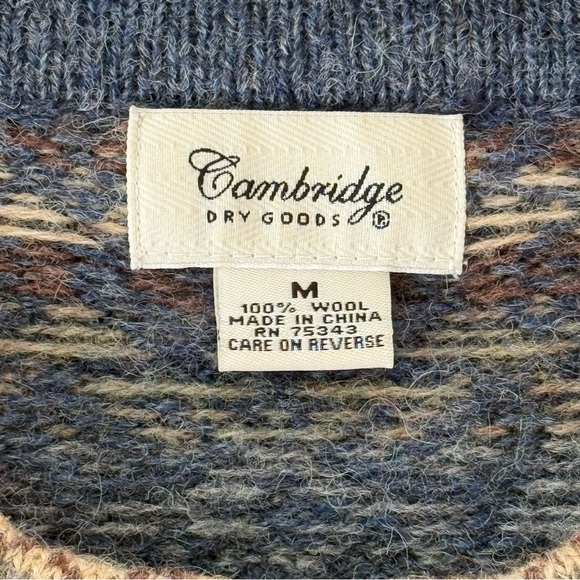 Cambridge
DRY GOODS ®
M
100% WOOL
MADE IN CHINA
RN 75343
CARE ON REVERSE